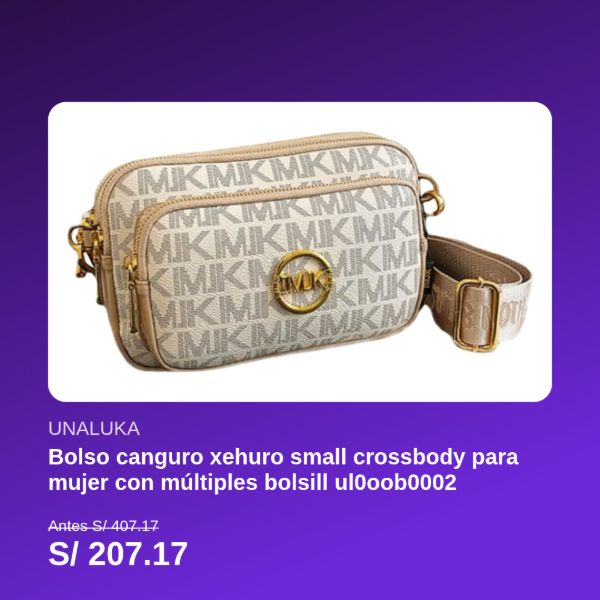 UNALUKA
Bolso canguro xehuro small crossbody para
mujer con múltiples bolsill ul0oob0002
Antes S/ 407.17
S/ 207.17